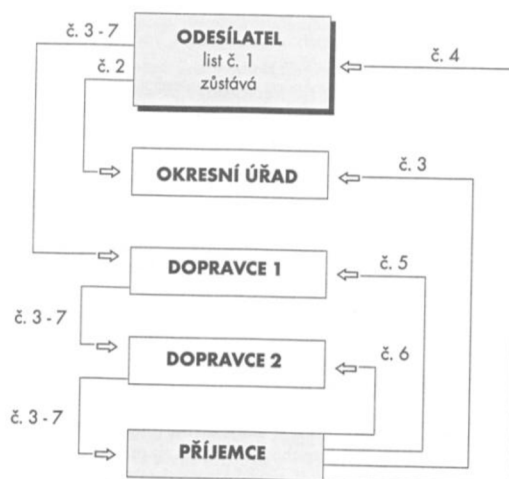 č. 3 - 7
ODESÍLATEL
list č. 1
zůstává
č. 2
č. 4
OKRESNÍ ÚŘAD
č. 3
DOPRAVCE 1
č. 5
č. 3 - 7
DOPRAVCE 2
č. 6
č. 3 - 7
PŘÍJEMCE